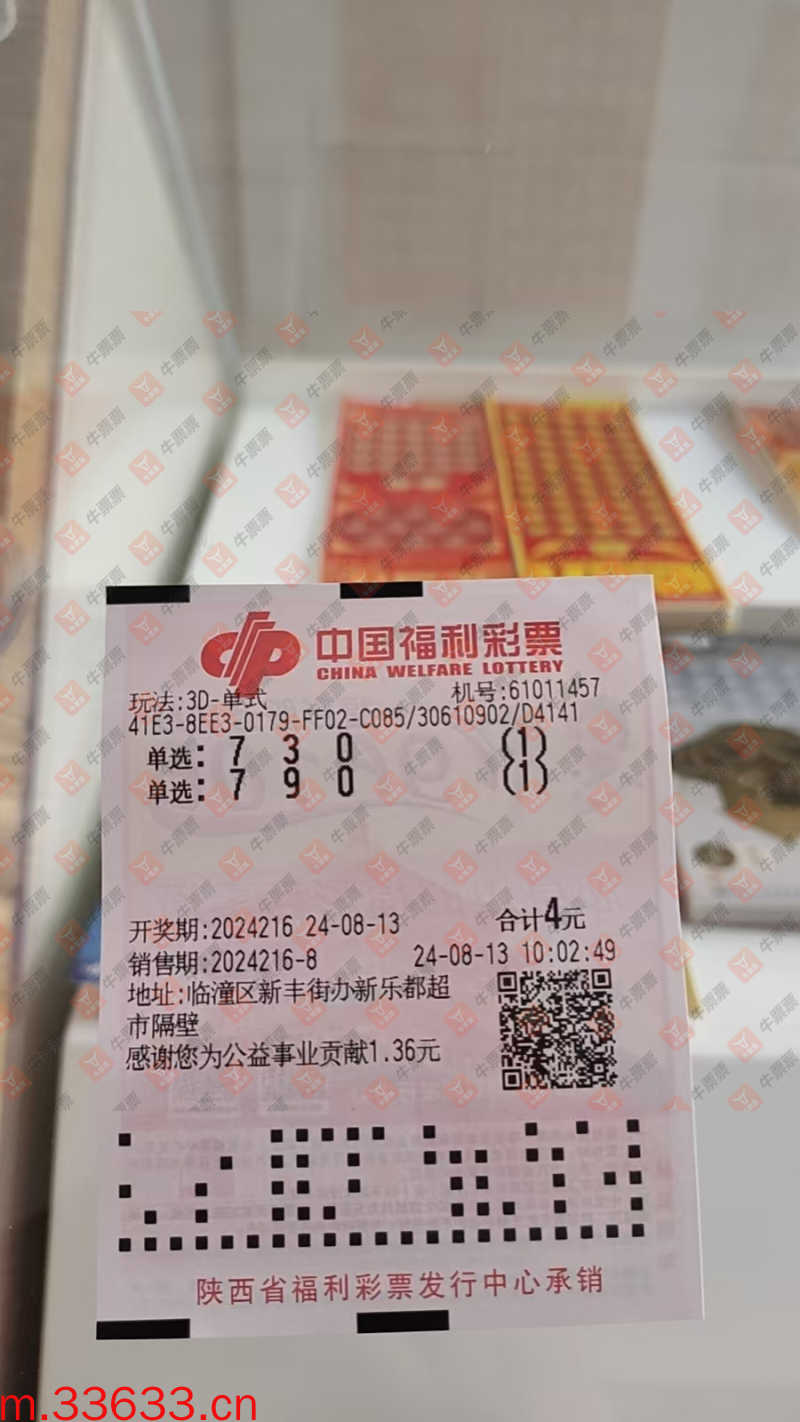 中国福利彩票
CHINA WELFARE LOTTERY
玩法:3D-单式 机号:61011457
41E3-8EE3-0179-FF02-C085/30610902/D4141
单选: 7 3 0 (1)
单选: 7 9 0 (1)
开奖期:2024216 24-08-13 合计4元
销售期:2024216-8 24-08-13 10:02:49
地址:临潼区新丰街办新乐都超
市隔壁
感谢您为公益事业贡献1.36元
陕西省福利彩票发行中心承销
牛票票
m.33633.cn